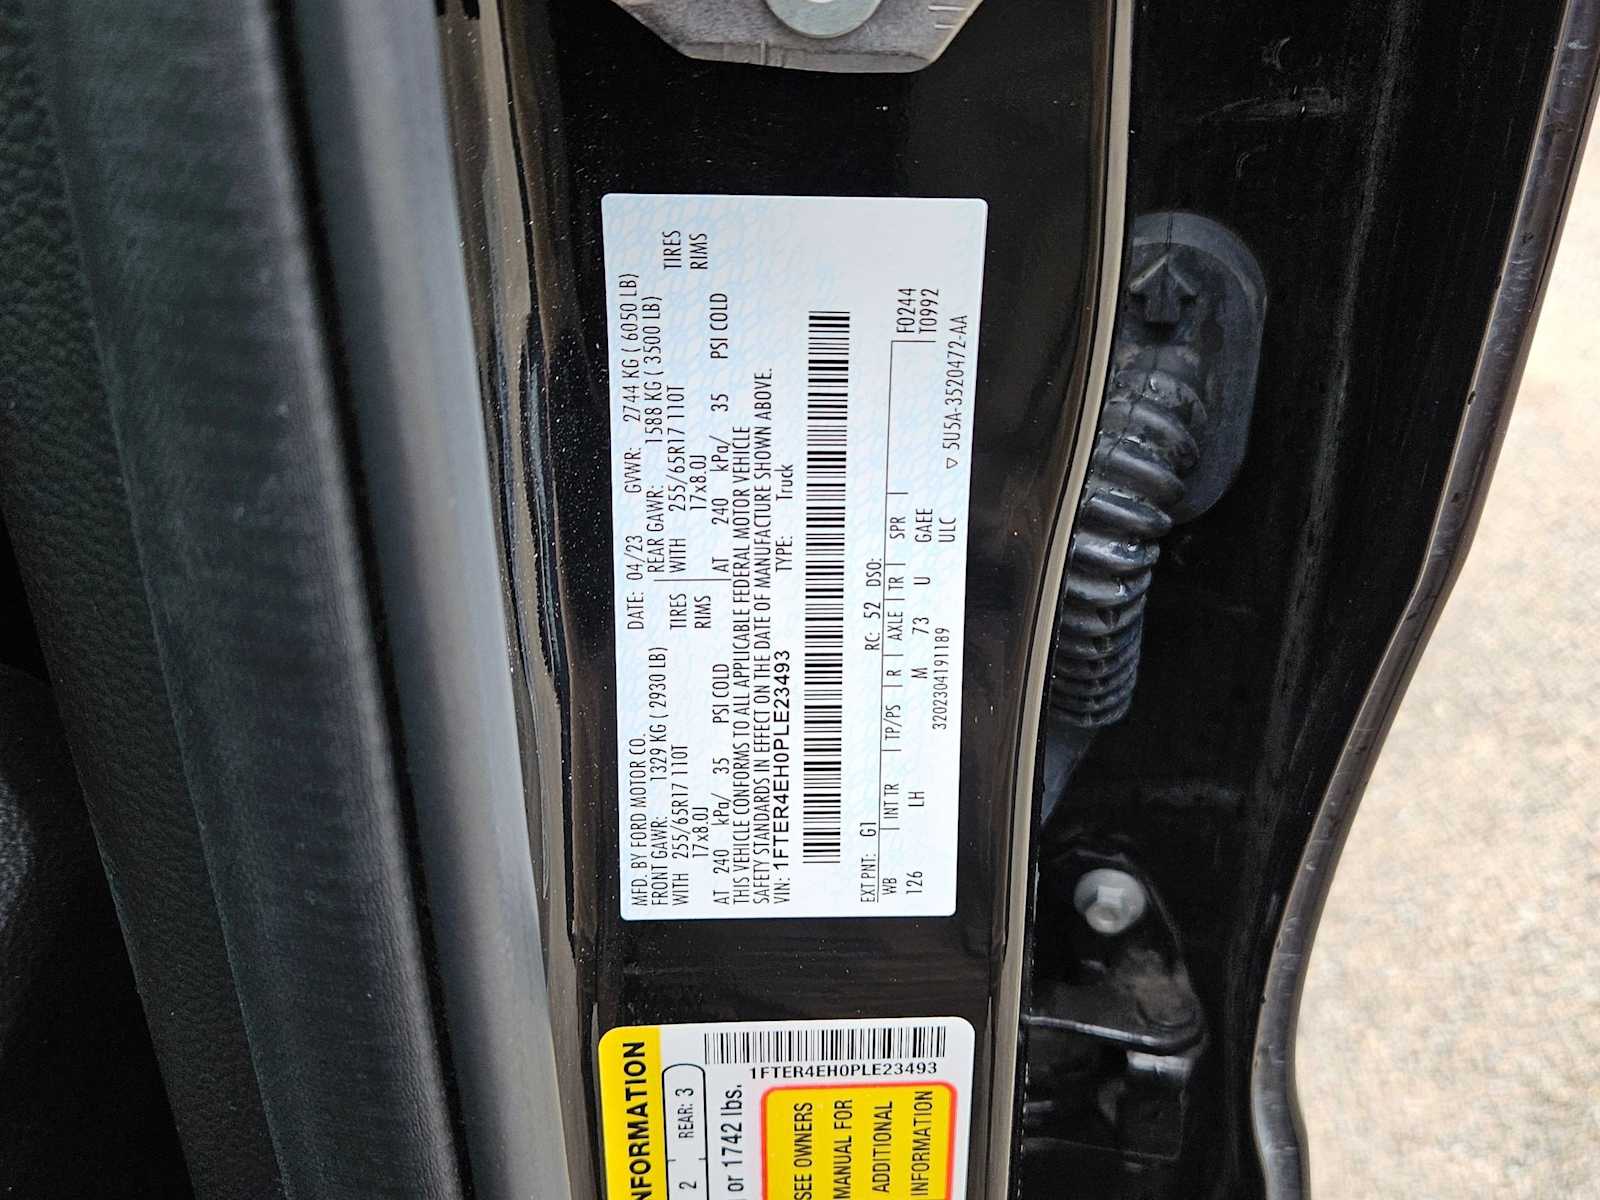 MFD. BY FORD MOTOR CO.
DATE: 04/23 GVWR: 2744 KG ( 6050 LB)
FRONT GAWR: 1329 KG ( 2930 LB)
REAR GAWR: 1588 KG ( 3500 LB)
WITH 255/65R17 110T TIRES
WITH 255/65R17 110T TIRES
17x8.0J RIMS
17x8.0J RIMS
AT 240 kPa/ 35 PSI COLD
AT 240 kPa/ 35 PSI COLD
THIS VEHICLE CONFORMS TO ALL APPLICABLE FEDERAL MOTOR VEHICLE
SAFETY STANDARDS IN EFFECT ON THE DATE OF MANUFACTURE SHOWN ABOVE.
VIN: 1FTER4EH0PLE23493 TYPE: Truck
EXT PNT: G1 RC: 52 DSO:
WB INT TR TP/PS R AXLE TR SPR F0244
126 LH M 73 U GAEE T0992
ULC
3202304191189 ▽ 5U5A-3520472-AA
NFORMATION
2 REAR: 3
or 1742 lbs.
1FTER4EH0PLE23493
SEE OWNERS
MANUAL FOR
ADDITIONAL
INFORMATION